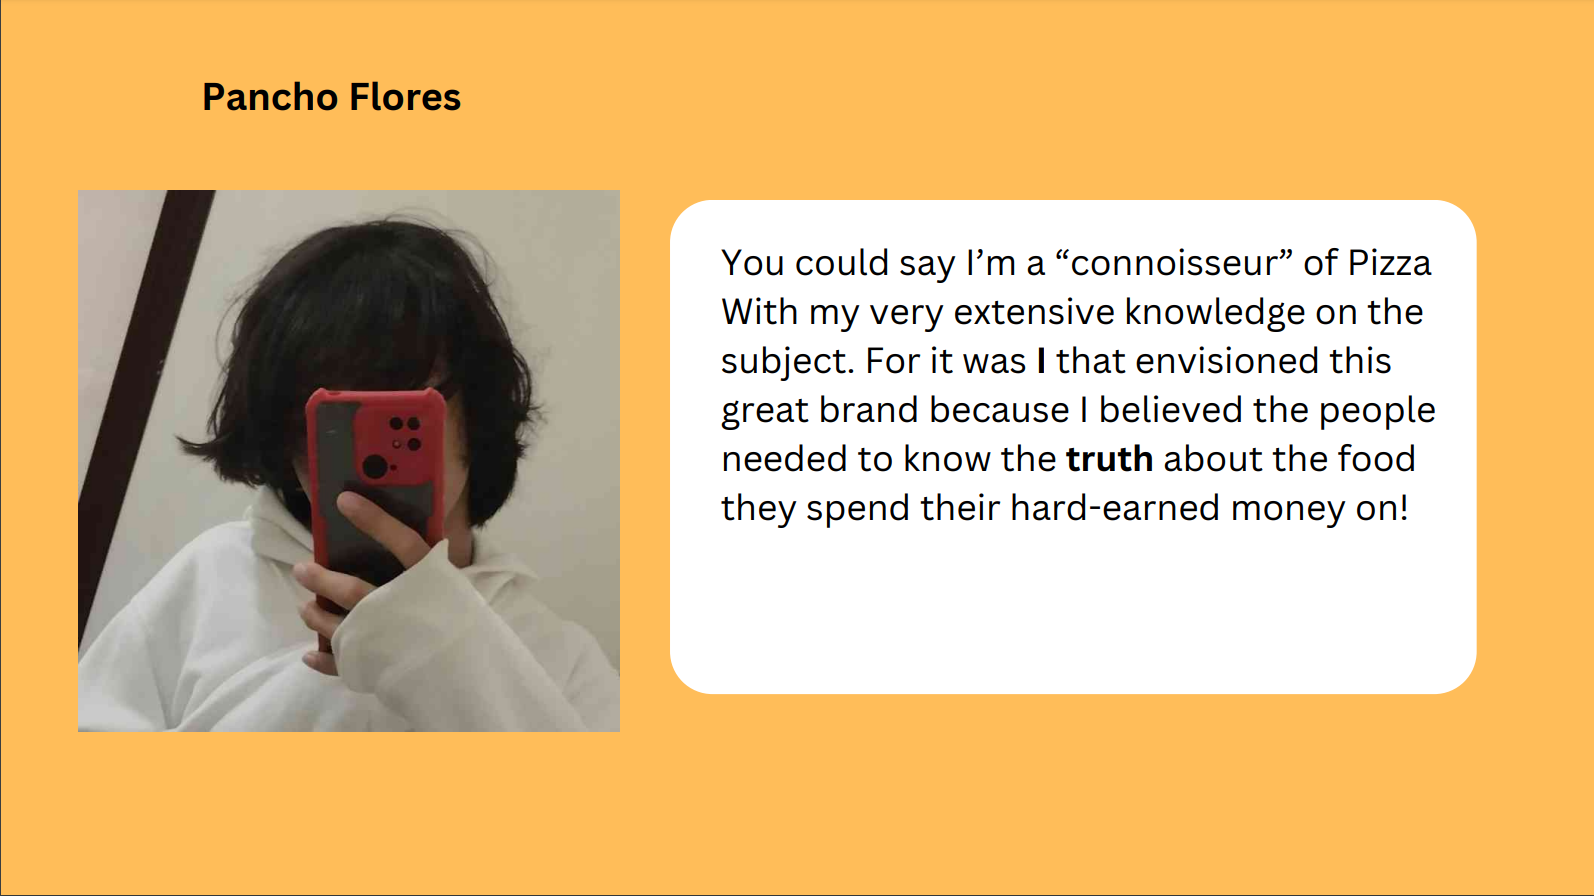 Pancho Flores
You could say I’m a “connoisseur” of Pizza
With my very extensive knowledge on the
subject. For it was I that envisioned this
great brand because I believed the people
needed to know the truth about the food
they spend their hard-earned money on!